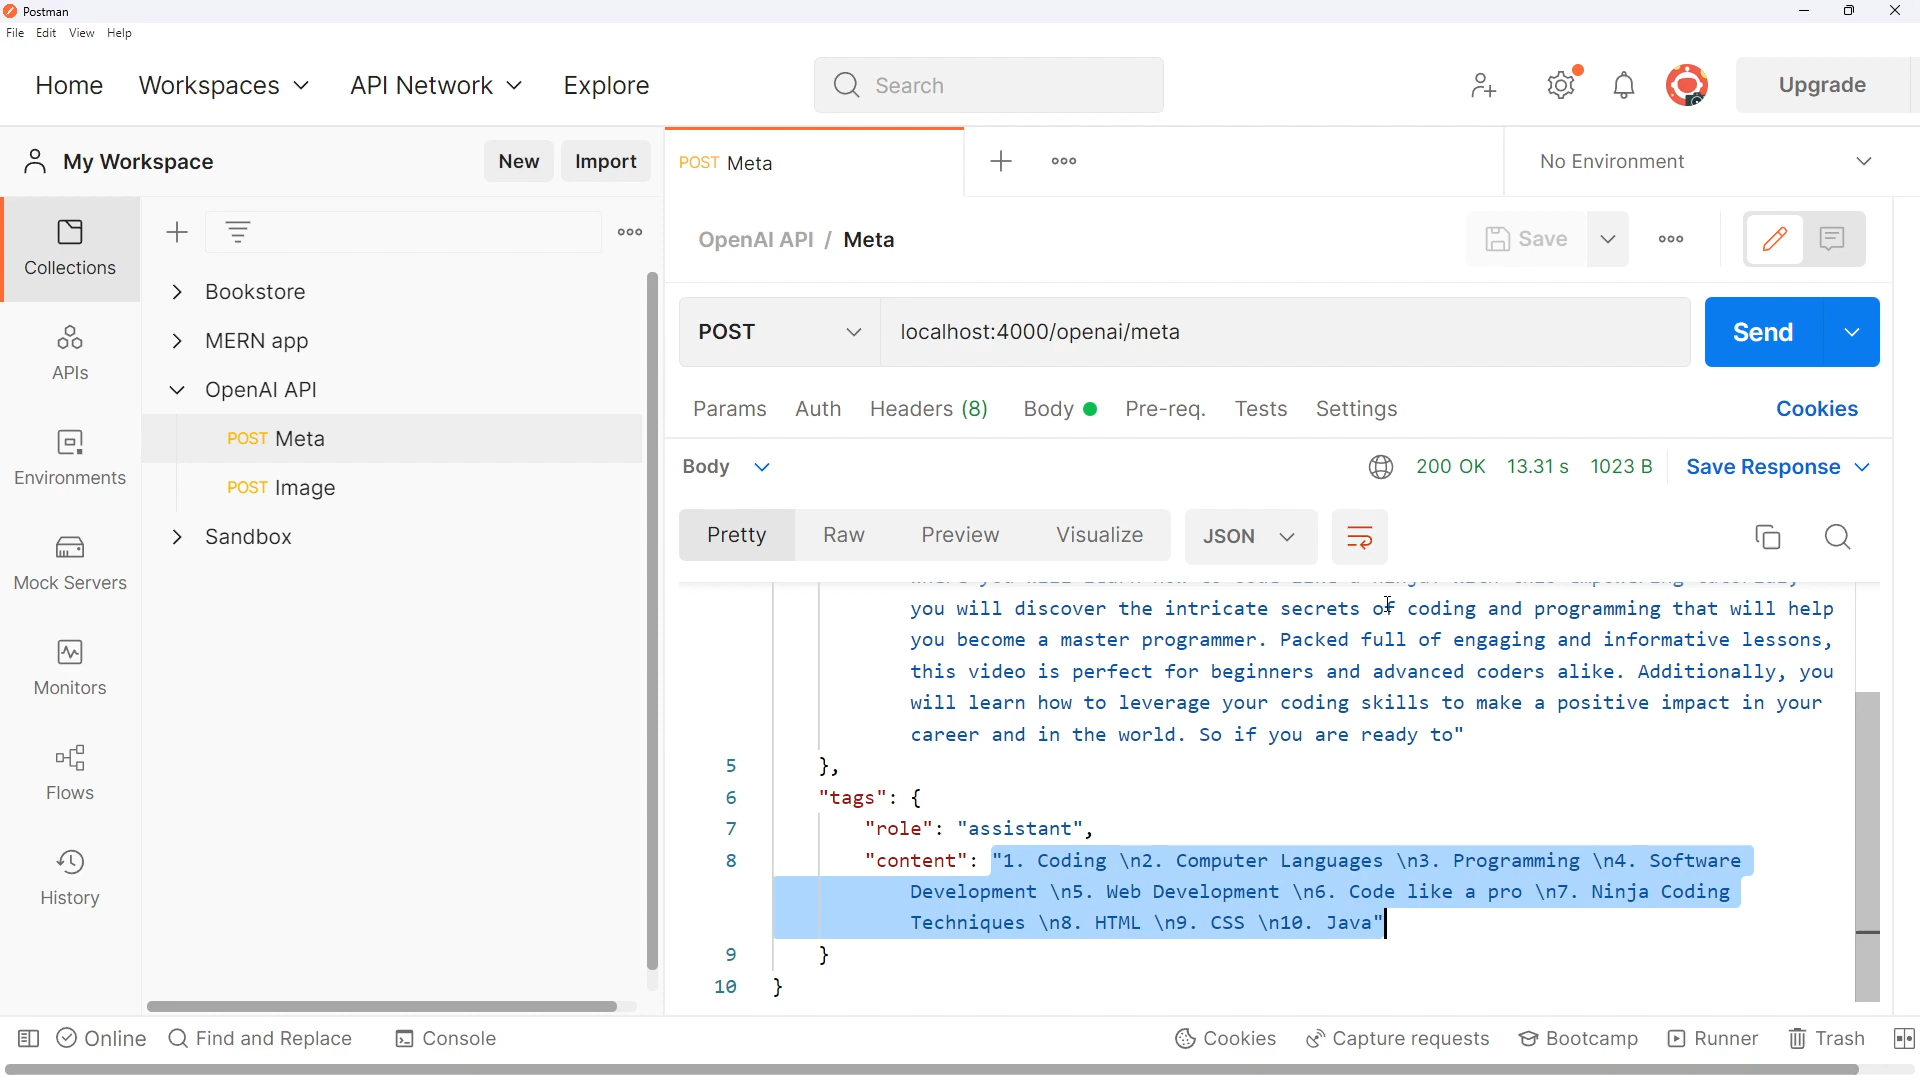 Postman
File Edit View Help
Home Workspaces API Network Explore Search Upgrade
My Workspace New Import POST Meta No Environment
Collections
APIs
Environments
Mock Servers
Monitors
Flows
History
Bookstore
MERN app
OpenAI API
POST Meta
POST Image
Sandbox
OpenAI API / Meta Save
POST localhost:4000/openai/meta Send
Params Auth Headers (8) Body Pre-req. Tests Settings Cookies
Body 200 OK 13.31 s 1023 B Save Response
Pretty Raw Preview Visualize JSON
you will discover the intricate secrets of coding and programming that will help
you become a master programmer. Packed full of engaging and informative lessons,
this video is perfect for beginners and advanced coders alike. Additionally, you
will learn how to leverage your coding skills to make a positive impact in your
career and in the world. So if you are ready to"
5 },
6 "tags": {
7 "role": "assistant",
8 "content": "1. Coding \n2. Computer Languages \n3. Programming \n4. Software
Development \n5. Web Development \n6. Code like a pro \n7. Ninja Coding
Techniques \n8. HTML \n9. CSS \n10. Java"
9 }
10 }
Online Find and Replace Console Cookies Capture requests Bootcamp Runner Trash